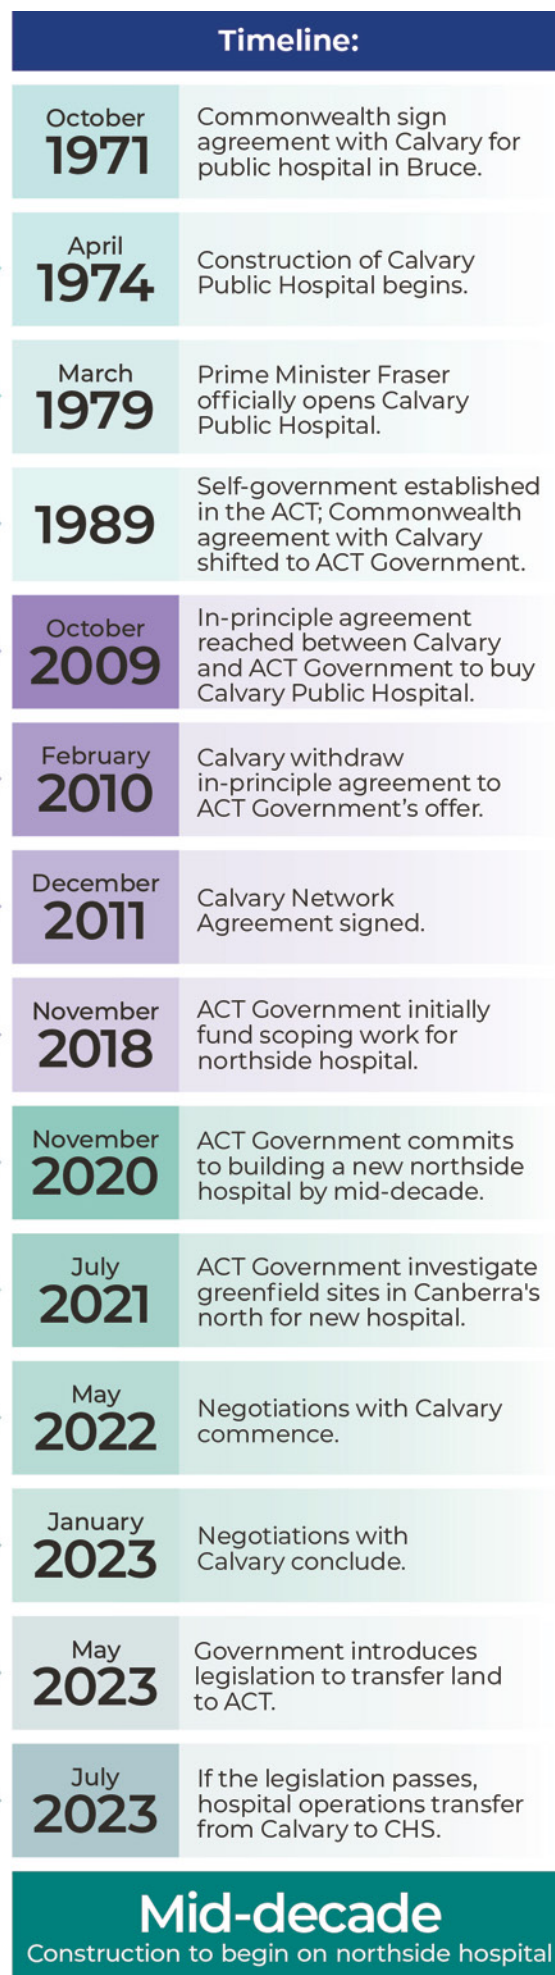 Timeline:
October
1971
Commonwealth sign
agreement with Calvary for
public hospital in Bruce.
April
1974
Construction of Calvary
Public Hospital begins.
March
1979
Prime Minister Fraser
officially opens Calvary
Public Hospital.
1989
Self-government established
in the ACT; Commonwealth
agreement with Calvary
shifted to ACT Government.
October
2009
In-principle agreement
reached between Calvary
and ACT Government to buy
Calvary Public Hospital.
February
2010
Calvary withdraw
in-principle agreement to
ACT Government’s offer.
December
2011
Calvary Network
Agreement signed.
November
2018
ACT Government initially
fund scoping work for
northside hospital.
November
2020
ACT Government commits
to building a new northside
hospital by mid-decade.
July
2021
ACT Government investigate
greenfield sites in Canberra's
north for new hospital.
May
2022
Negotiations with Calvary
commence.
January
2023
Negotiations with
Calvary conclude.
May
2023
Government introduces
legislation to transfer land
to ACT.
July
2023
If the legislation passes,
hospital operations transfer
from Calvary to CHS.
Mid-decade
Construction to begin on northside hospital